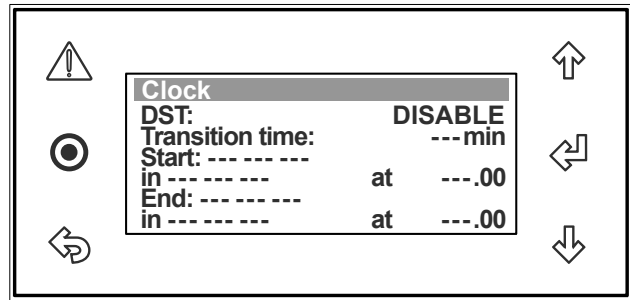 Clock
DST: DISABLE
Transition time: ---min
Start: --- --- ---
in --- --- --- at ---.00
End: --- --- ---
in --- --- --- at ---.00